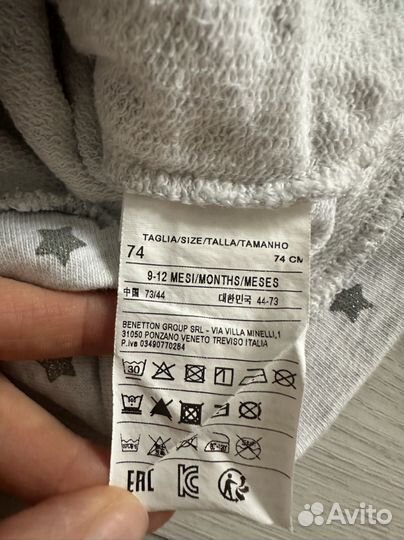 TAGLIA/SIZE/TALLA/TAMANHO
74 74 CM
9-12 MESI/MONTHS/MESES
中国 73/44 대한민국 44-73
BENETTON GROUP SRL - VIA VILLA MINELLI,1
31050 PONZANO VENETO TREVISO ITALIA
P.iva 03490770264
30
EAC KC
Avito